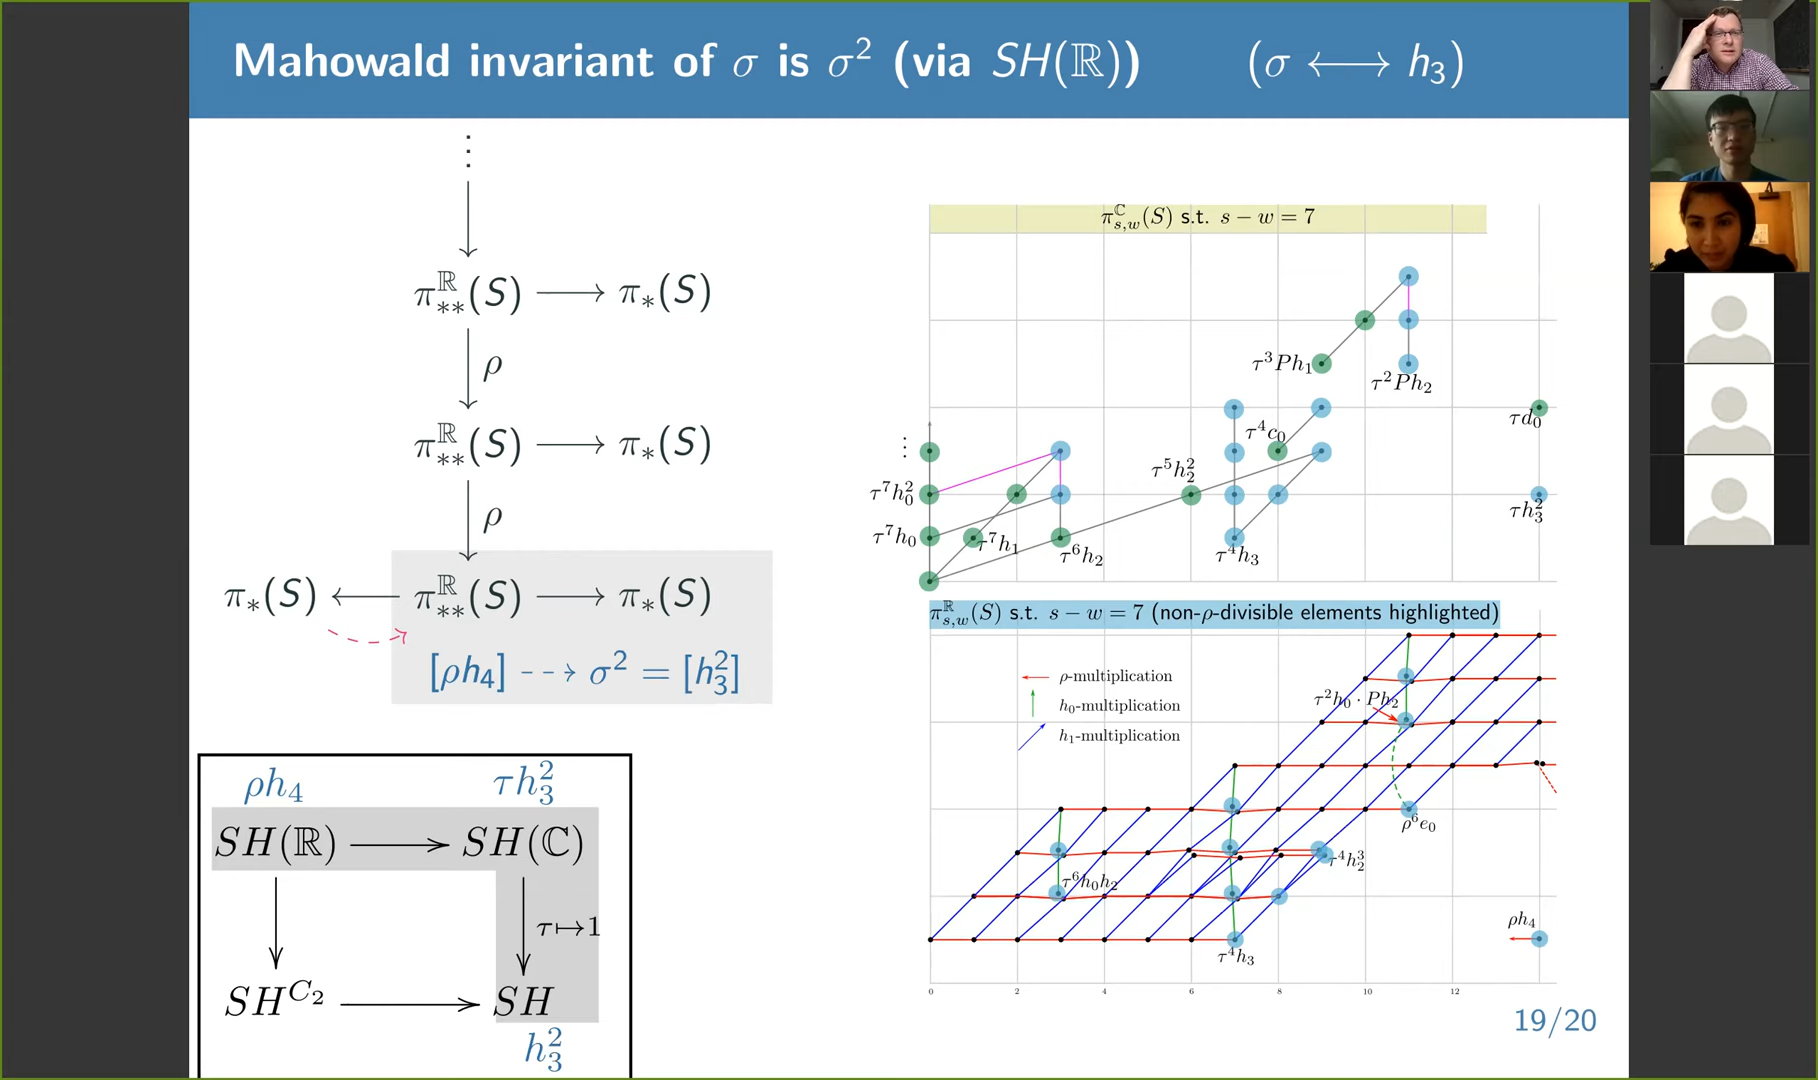 Mahowald invariant of σ is σ² (via SH(ℝ)) (σ ⟷ h₃)
⋮
π^ℝ_{**}(S) ⟶ π_*(S)
ρ
π^ℝ_{**}(S) ⟶ π_*(S)
ρ
π_*(S) ⟵ π^ℝ_{**}(S) ⟶ π_*(S)
[ρh₄] ⇢ σ² = [h₃²]
ρh₄ τh₃²
SH(ℝ) ⟶ SH(ℂ)
τ↦1
SH^{C₂} ⟶ SH
h₃²
π^ℂ_{s,w}(S) s.t. s − w = 7
τ³Ph₁
τ²Ph₂
τd₀
τ⁴c₀
⋮
τ⁵h₂²
τ⁷h₀²
τh₃²
τ⁷h₀
τ⁷h₁
τ⁶h₂
τ⁴h₃
π^ℝ_{s,w}(S) s.t. s − w = 7 (non-ρ-divisible elements highlighted)
ρ-multiplication
h₀-multiplication
h₁-multiplication
τ²h₀ · Ph₂
ρ⁶e₀
τ⁴h₂³
τ⁶h₀h₂
ρh₄
τ⁴h₃
0 2 4 6 8 10 12
19/20